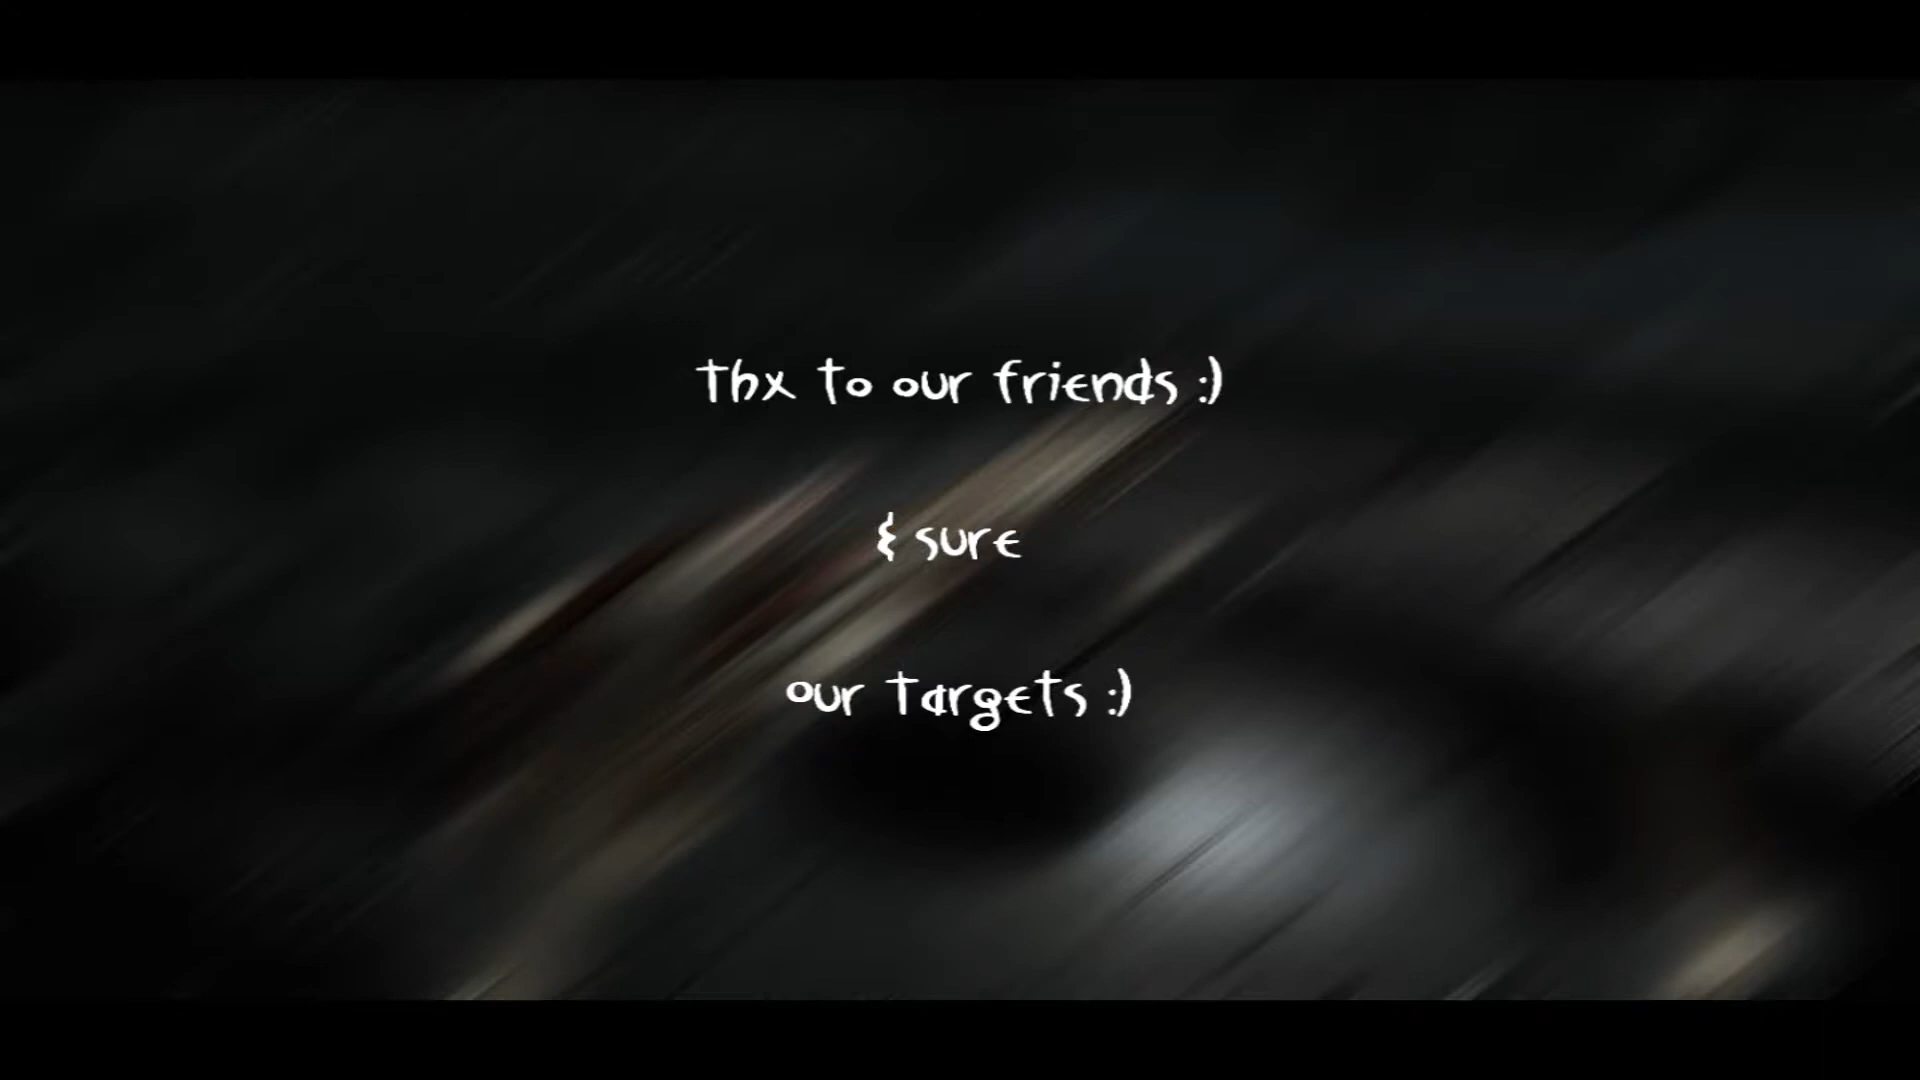 thx to our friends :)
& sure
our targets :)